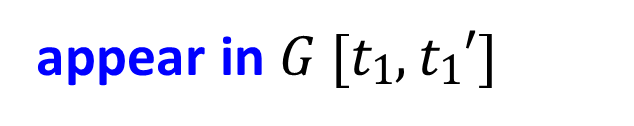 appear in G [t₁, t₁′]